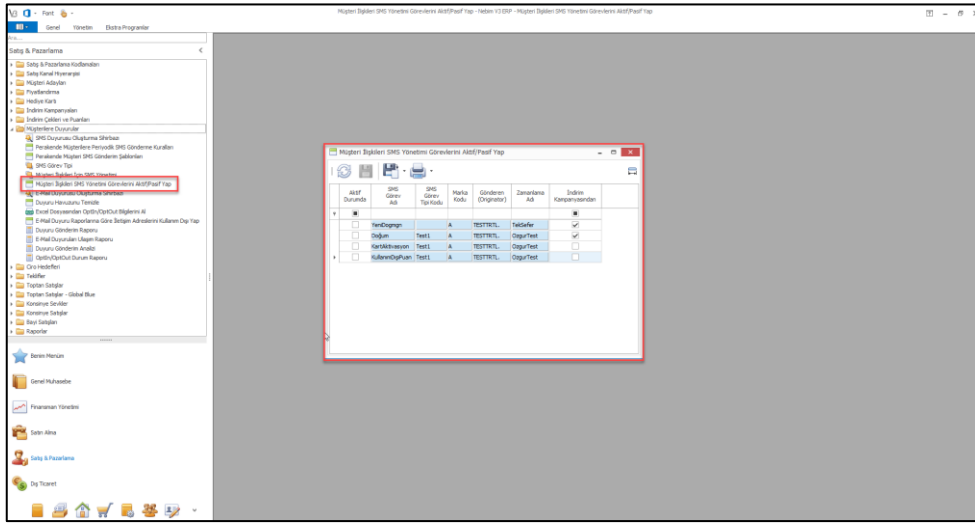 Font
Müşteri İlişkileri SMS Yönetimi Görevlerini Aktif/Pasif Yap - Nebim V3 ERP - Müşteri İlişkileri SMS Yönetimi Görevlerini Aktif/Pasif Yap
Genel Yönetim Ekstra Programlar
Ara...
Satış & Pazarlama
Satış & Pazarlama Kodlamaları
Satış Kanal Hiyerarşisi
Müşteri Adayları
Fiyatlandırma
Hediye Kartı
İndirim Kampanyaları
İndirim Çekleri ve Puanları
Müşterilere Duyurular
SMS Duyurusu Oluşturma Sihirbazı
Perakende Müşterilere Periyodik SMS Gönderme Kuralları
Perakende Müşteri SMS Gönderim Şablonları
SMS Görev Tipi
Müşteri İlişkileri İçin SMS Yönetimi
Müşteri İlişkileri SMS Yönetimi Görevlerini Aktif/Pasif Yap
E-Mail Duyurusu Oluşturma Sihirbazı
Duyuru Havuzunu Temizle
Excel Dosyasından OptIn/OptOut Bilgilerini Al
E-Mail Duyuru Raporlarına Göre İletişim Adreslerini Kullanım Dışı Yap
Duyuru Gönderim Raporu
E-Mail Duyuruları Ulaşım Raporu
Duyuru Gönderim Analizi
OptIn/OptOut Durum Raporu
Ciro Hedefleri
Teklifler
Toptan Satışlar
Toptan Satışlar - Global Blue
Konsinye Sevkler
Konsinye Satışlar
Bayi Satışları
Raporlar
Benim Menüm
Genel Muhasebe
Finansman Yönetimi
Satın Alma
Satış & Pazarlama
Dış Ticaret
Müşteri İlişkileri SMS Yönetimi Görevlerini Aktif/Pasif Yap
Aktif Durumda SMS Görev Adı SMS Görev Tipi Kodu Marka Kodu Gönderen (Originator) Zamanlama Adı İndirim Kampanyasından
YeniDogmgn A TESTTRTL. TekSefer
Doğum Test1 A TESTTRTL. OzgurTest
KartAktivasyon Test1 A TESTTRTL. OzgurTest
KullanımDışıPuan Test1 A TESTTRTL. OzgurTest